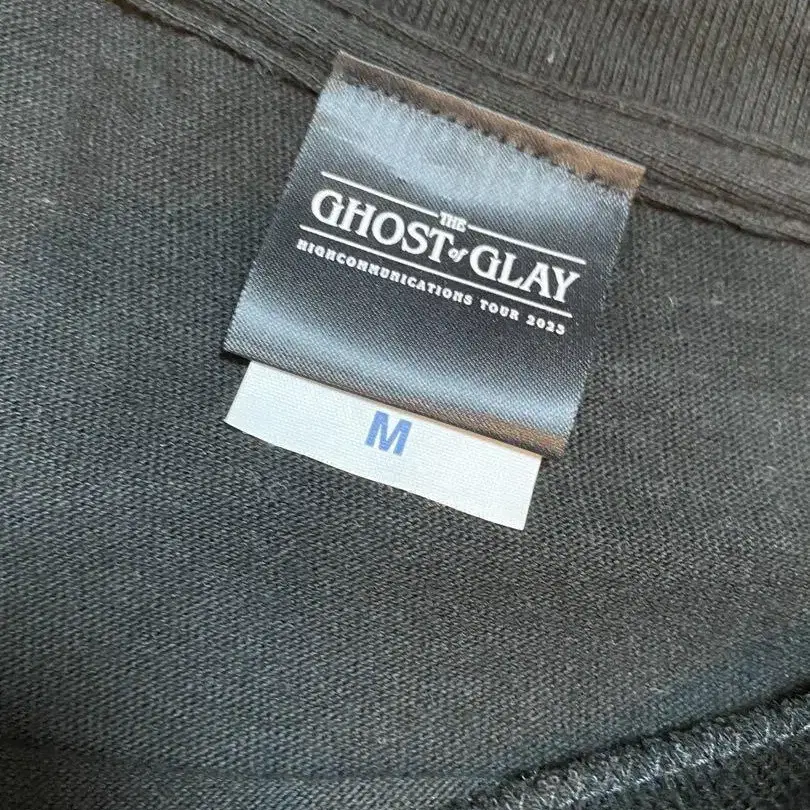 THE
GHOST of GLAY
HIGHCOMMUNICATIONS TOUR 2023
M